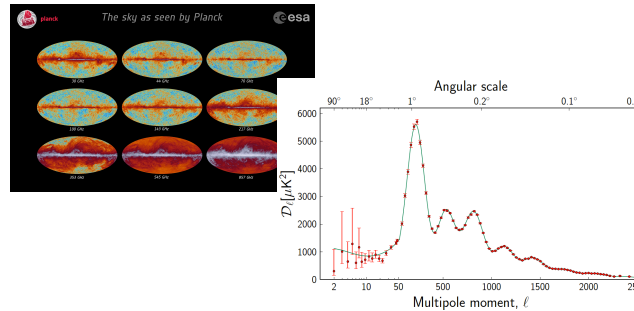 planck
The sky as seen by Planck
esa
30 GHz
44 GHz
70 GHz
100 GHz
143 GHz
217 GHz
353 GHz
545 GHz
857 GHz
Angular scale
90° 18° 1° 0.2° 0.1°
6000
5000
4000
3000
2000
1000
0
𝒟ℓ[μK²]
2 10 50 500 1000 1500 2000
Multipole moment, ℓ